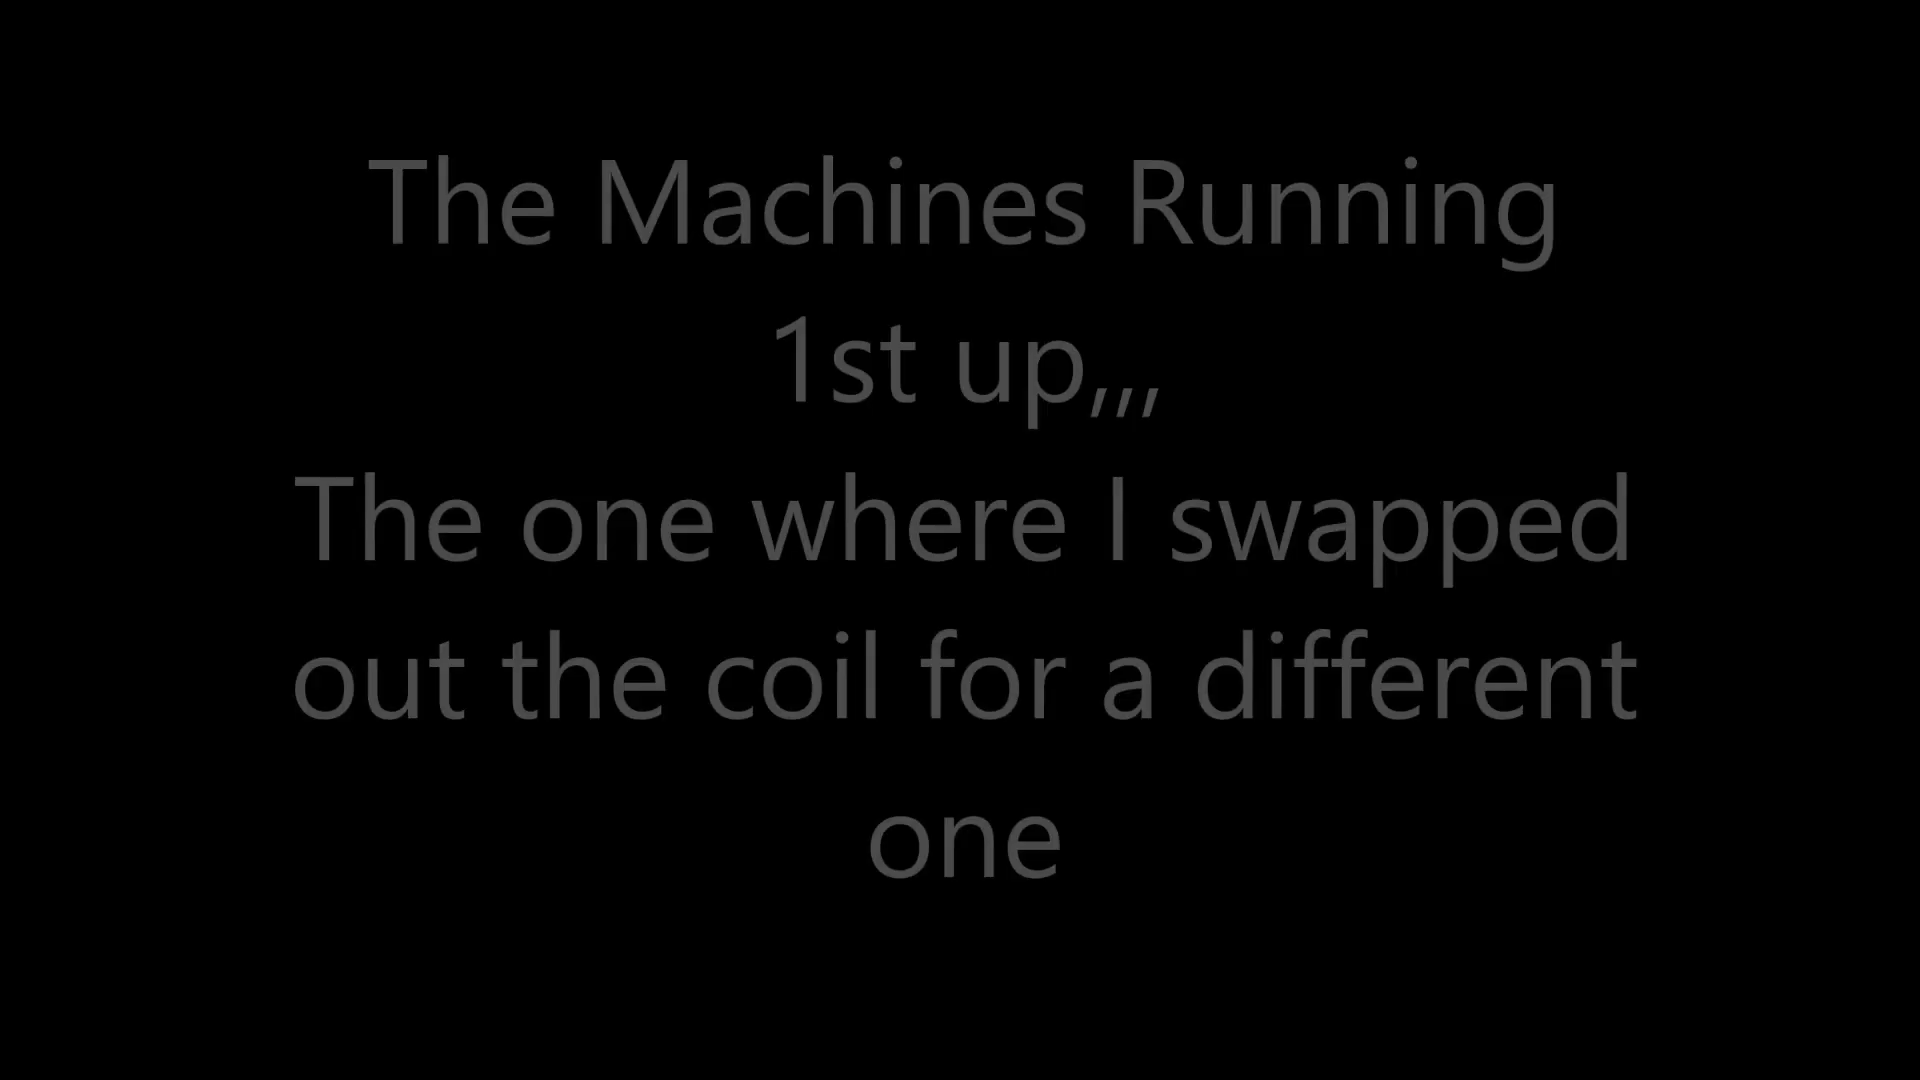 The Machines Running
1st up,,,
The one where I swapped
out the coil for a different
one